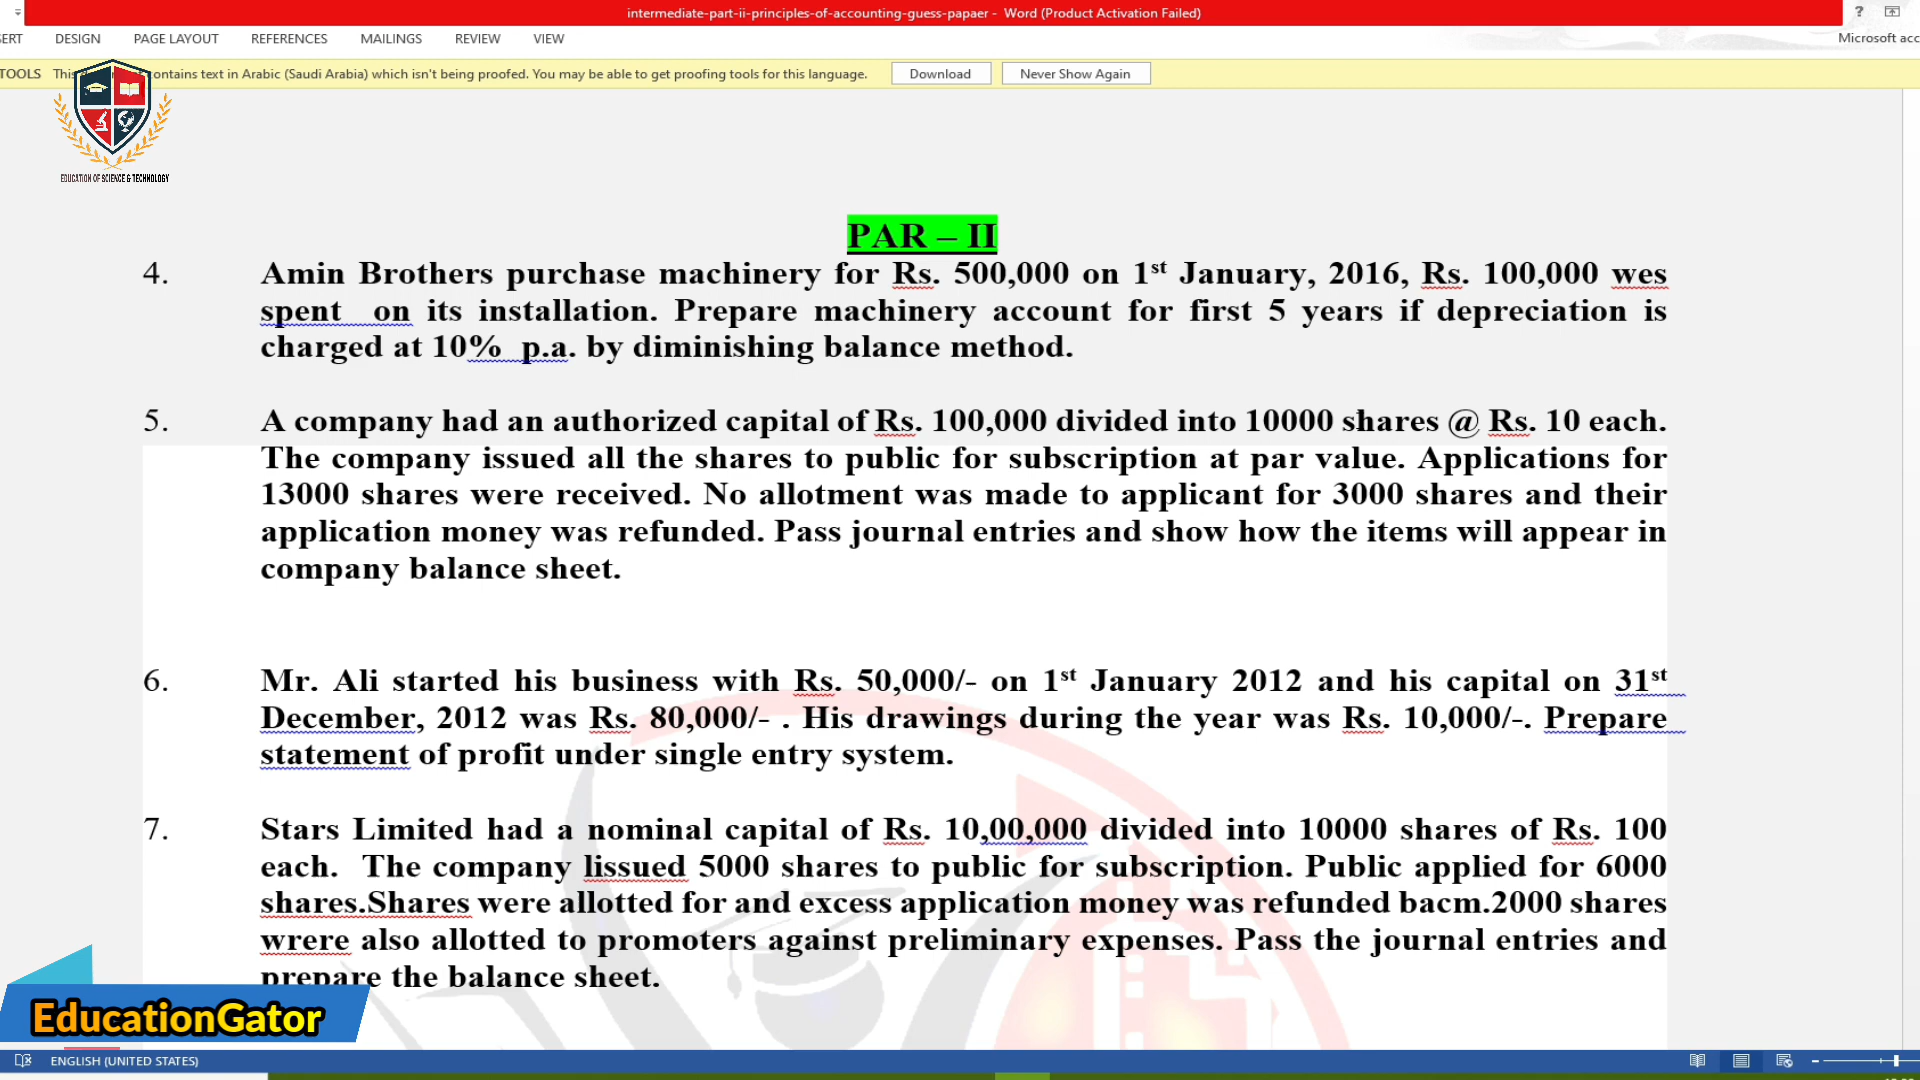 intermediate-part-ii-principles-of-accounting-guess-papaer - Word (Product Activation Failed)
ERT DESIGN PAGE LAYOUT REFERENCES MAILINGS REVIEW VIEW Microsoft acc
TOOLS This contains text in Arabic (Saudi Arabia) which isn't being proofed. You may be able to get proofing tools for this language. Download Never Show Again
EDUCATION OF SCIENCE & TECHNOLOGY
PAR – II
4. Amin Brothers purchase machinery for Rs. 500,000 on 1st January, 2016, Rs. 100,000 wes
spent on its installation. Prepare machinery account for first 5 years if depreciation is
charged at 10% p.a. by diminishing balance method.
5. A company had an authorized capital of Rs. 100,000 divided into 10000 shares @ Rs. 10 each.
The company issued all the shares to public for subscription at par value. Applications for
13000 shares were received. No allotment was made to applicant for 3000 shares and their
application money was refunded. Pass journal entries and show how the items will appear in
company balance sheet.
6. Mr. Ali started his business with Rs. 50,000/- on 1st January 2012 and his capital on 31st
December, 2012 was Rs. 80,000/- . His drawings during the year was Rs. 10,000/-. Prepare
statement of profit under single entry system.
7. Stars Limited had a nominal capital of Rs. 10,00,000 divided into 10000 shares of Rs. 100
each. The company lissued 5000 shares to public for subscription. Public applied for 6000
shares.Shares were allotted for and excess application money was refunded bacm.2000 shares
wrere also allotted to promoters against preliminary expenses. Pass the journal entries and
prepare the balance sheet.
EducationGator
ENGLISH (UNITED STATES)